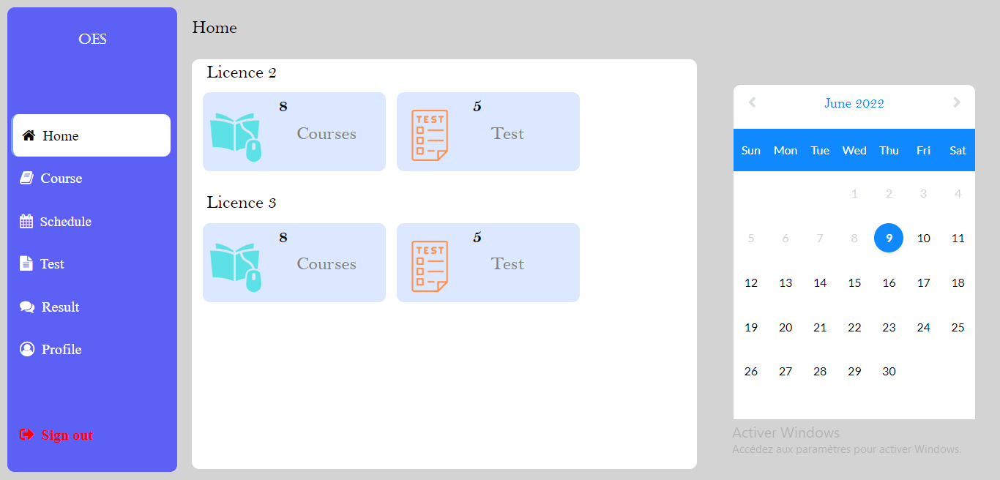 OES
Home
Course
Schedule
Test
Result
Profile
Sign out
Home
Licence 2
8
Courses
TEST
5
Test
Licence 3
8
Courses
TEST
5
Test
June 2022
Sun Mon Tue Wed Thu Fri Sat
1 2 3 4
5 6 7 8 9 10 11
12 13 14 15 16 17 18
19 20 21 22 23 24 25
26 27 28 29 30
Activer Windows
Accédez aux paramètres pour activer Windows.